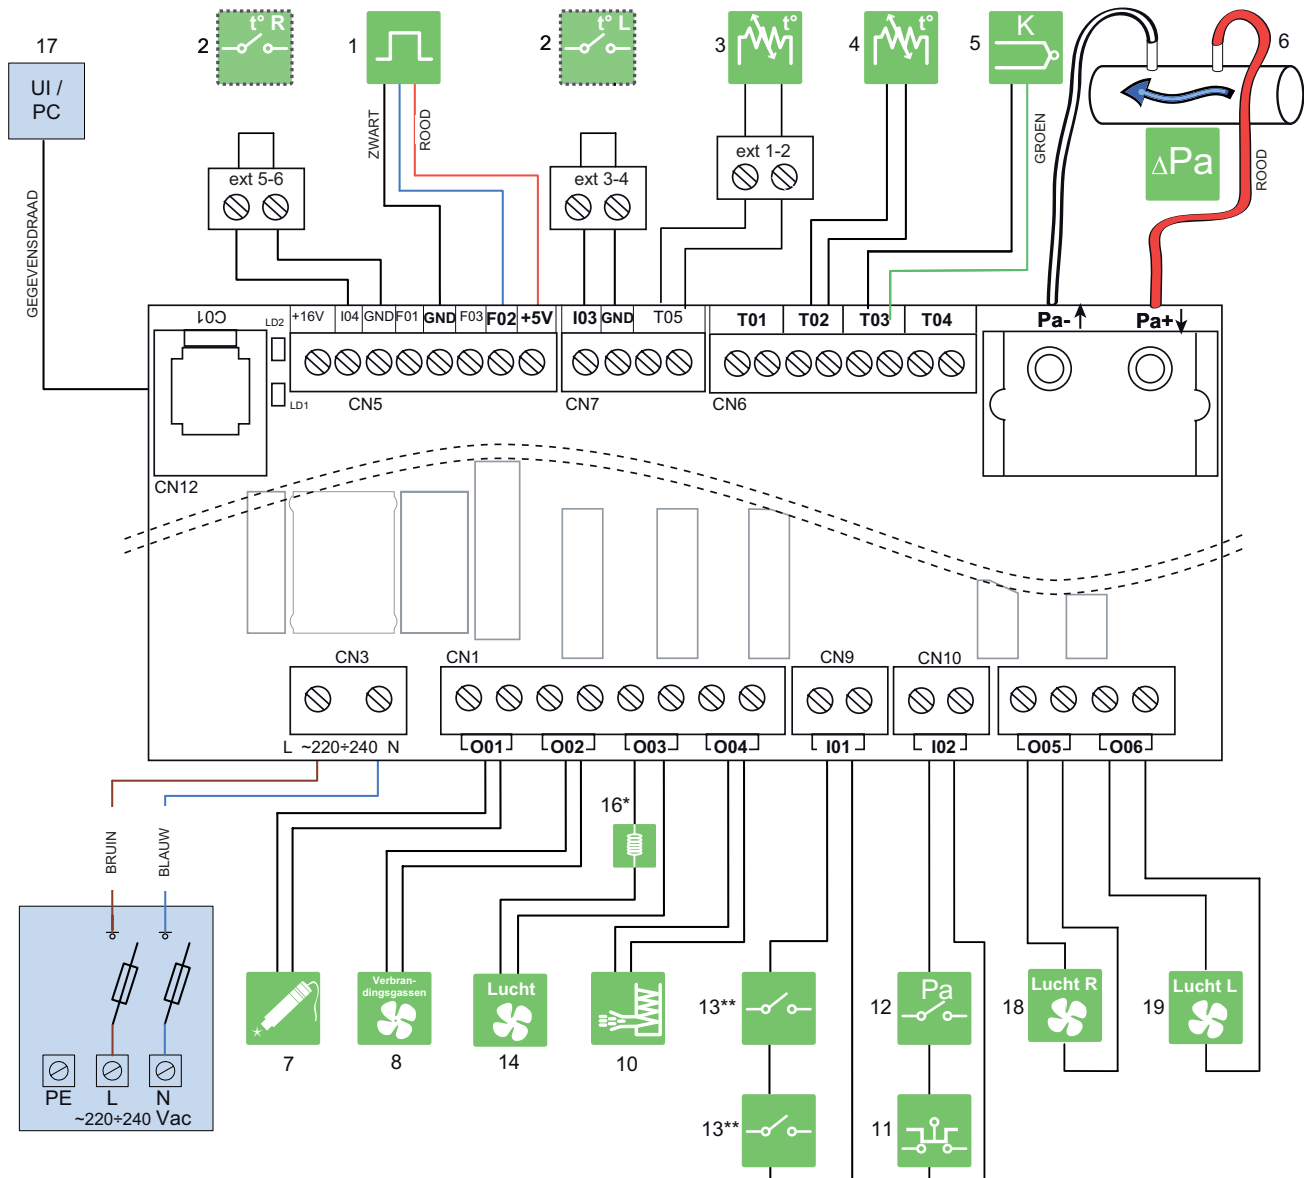 17
UI /
PC
2
t° R
1
2
t° L
3
t°
4
t°
5
K
6
ΔPa
ROOD
GEGEVENSDRAAD
ZWART
ROOD
GROEN
ext 5-6
ext 3-4
ext 1-2
C01
LD2
LD1
+16V
I04
GND
F01
GND
F03
F02
+5V
I03
GND
T05
T01
T02
T03
T04
Pa-
Pa+
CN12
CN5
CN7
CN6
CN3
CN1
CN9
CN10
L ~220÷240 N
O01
O02
O03
O04
I01
I02
O05
O06
BRUIN
BLAUW
16*
Verbran-
dingsgassen
Lucht
13**
12
Pa
18
Lucht R
19
Lucht L
7
8
14
10
13**
11
PE
L
N
~220÷240 Vac